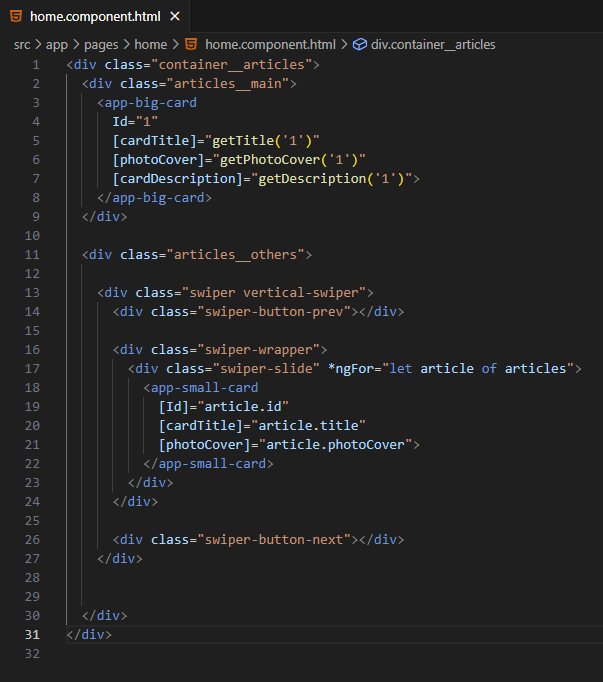 home.component.html ×
src > app > pages > home > home.component.html > div.container__articles
1 <div class="container__articles">
2 <div class="articles__main">
3 <app-big-card
4 Id="1"
5 [cardTitle]="getTitle('1')"
6 [photoCover]="getPhotoCover('1')"
7 [cardDescription]="getDescription('1')">
8 </app-big-card>
9 </div>
10
11 <div class="articles__others">
12
13 <div class="swiper vertical-swiper">
14 <div class="swiper-button-prev"></div>
15
16 <div class="swiper-wrapper">
17 <div class="swiper-slide" *ngFor="let article of articles">
18 <app-small-card
19 [Id]="article.id"
20 [cardTitle]="article.title"
21 [photoCover]="article.photoCover">
22 </app-small-card>
23 </div>
24 </div>
25
26 <div class="swiper-button-next"></div>
27 </div>
28
29
30 </div>
31 </div>
32